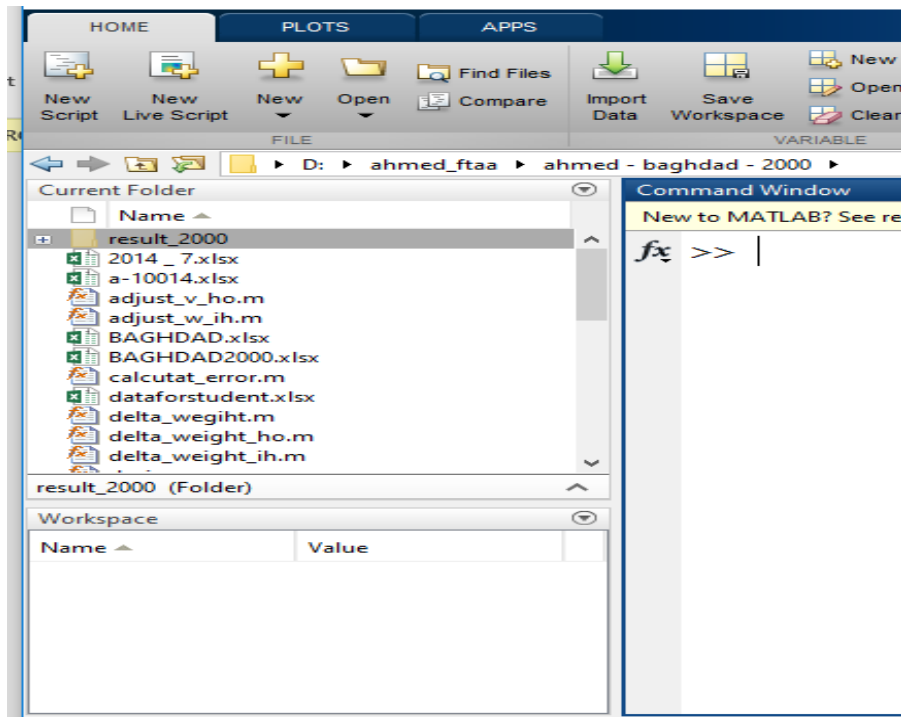 HOME PLOTS APPS
New Script
New Live Script
New
Open
Find Files
Compare
Import Data
Save Workspace
New
Open
Clear
FILE
VARIABLE
D: ahmed_ftaa ahmed - baghdad - 2000
Current Folder
Name
result_2000
2014 _ 7.xlsx
a-10014.xlsx
adjust_v_ho.m
adjust_w_ih.m
BAGHDAD.xlsx
BAGHDAD2000.xlsx
calcutat_error.m
dataforstudent.xlsx
delta_wegiht.m
delta_weight_ho.m
delta_weight_ih.m
result_2000 (Folder)
Workspace
Name Value
Command Window
New to MATLAB? See re
fx >>